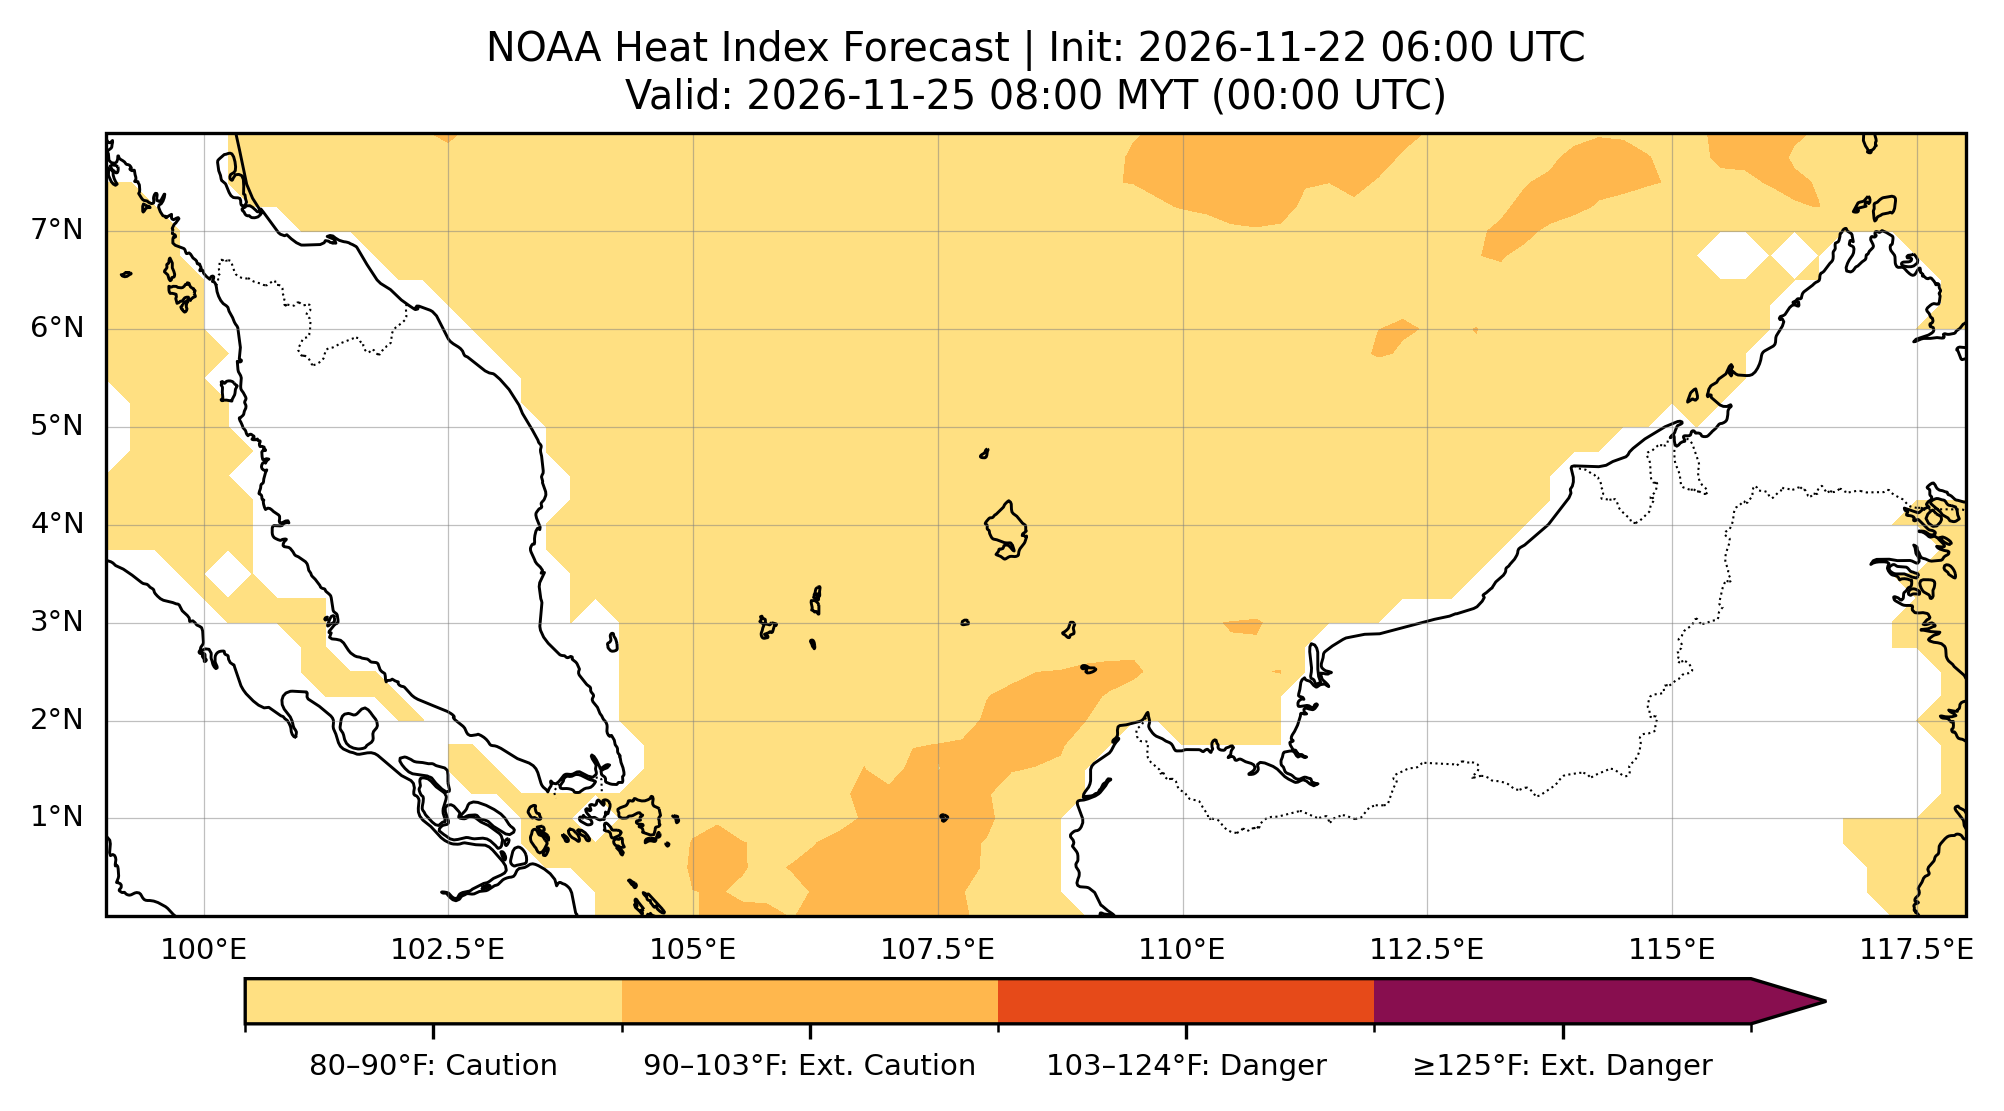 NOAA Heat Index Forecast | Init: 2026-11-22 06:00 UTC
Valid: 2026-11-25 08:00 MYT (00:00 UTC)
7°N
6°N
5°N
4°N
3°N
2°N
1°N
100°E 102.5°E 105°E 107.5°E 110°E 112.5°E 115°E 117.5°E
80–90°F: Caution 90–103°F: Ext. Caution 103–124°F: Danger ≥125°F: Ext. Danger